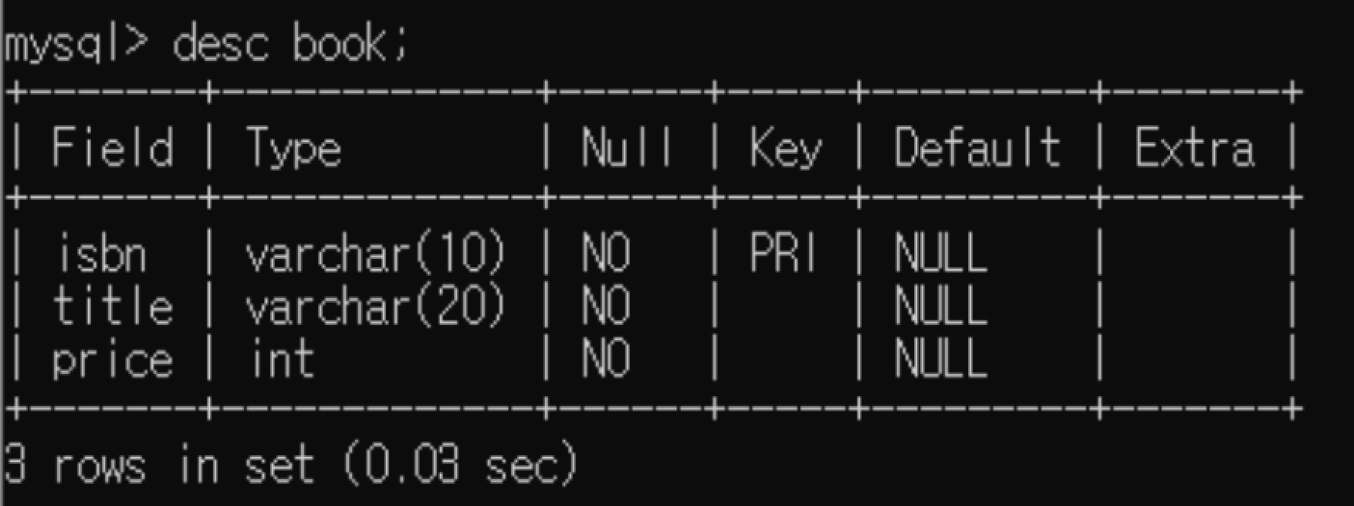 mysql> desc book;
+-------+-------------+------+-----+---------+-------+
| Field | Type        | Null | Key | Default | Extra |
+-------+-------------+------+-----+---------+-------+
| isbn  | varchar(10) | NO   | PRI | NULL    |       |
| title | varchar(20) | NO   |     | NULL    |       |
| price | int         | NO   |     | NULL    |       |
+-------+-------------+------+-----+---------+-------+
3 rows in set (0.03 sec)